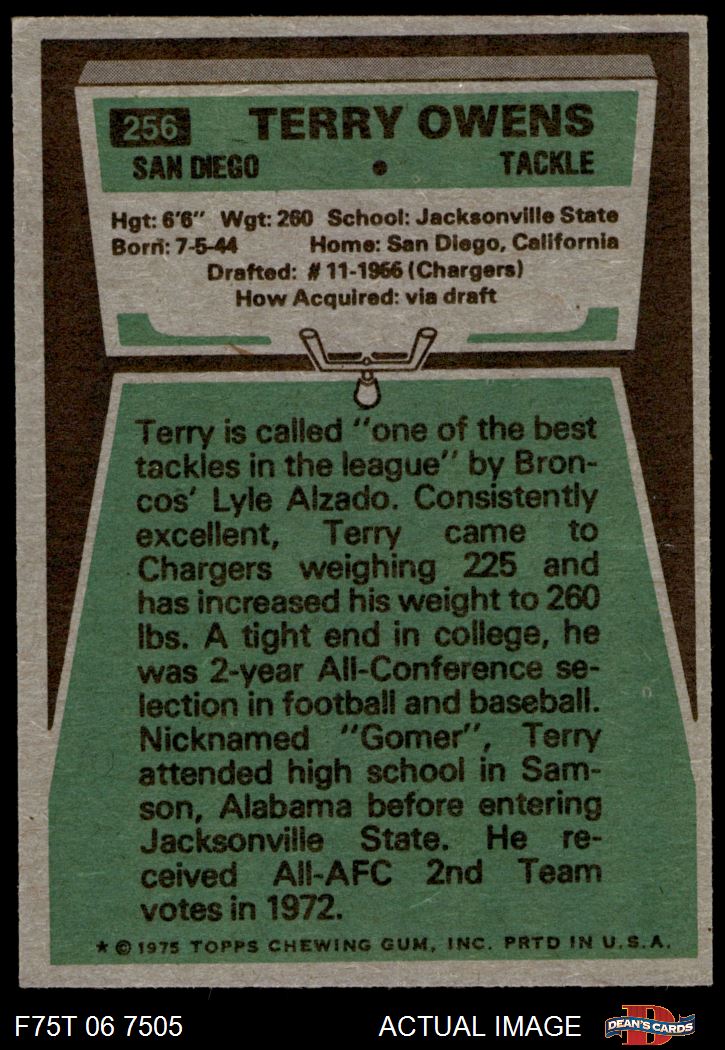 256 TERRY OWENS
SAN DIEGO • TACKLE
Hgt: 6'6" Wgt: 260 School: Jacksonville State
Born: 7-5-44 Home: San Diego, California
Drafted: #11-1966 (Chargers)
How Acquired: via draft
Terry is called "one of the best
tackles in the league" by Bron-
cos' Lyle Alzado. Consistently
excellent, Terry came to
Chargers weighing 225 and
has increased his weight to 260
lbs. A tight end in college, he
was 2-year All-Conference se-
lection in football and baseball.
Nicknamed "Gomer", Terry
attended high school in Sam-
son, Alabama before entering
Jacksonville State. He re-
ceived All-AFC 2nd Team
votes in 1972.
★ © 1975 TOPPS CHEWING GUM, INC. PRTD IN U.S.A.
F75T 06 7505 ACTUAL IMAGE DEAN'S CARDS